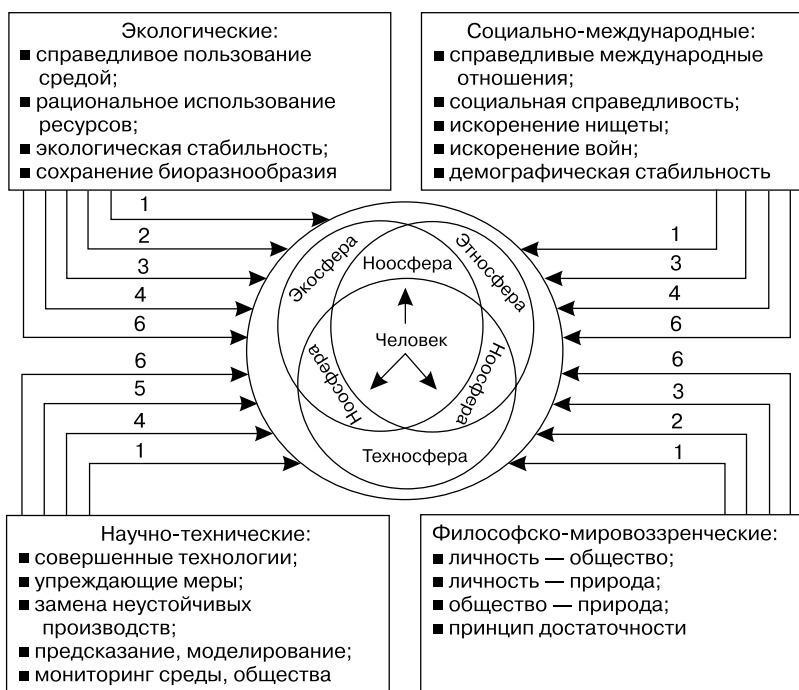 Экологические:
■ справедливое пользование
средой;
■ рациональное использование
ресурсов;
■ экологическая стабильность;
■ сохранение биоразнообразия
Социально-международные:
■ справедливые международные
отношения;
■ социальная справедливость;
■ искоренение нищеты;
■ искоренение войн;
■ демографическая стабильность
1
2
3
4
6
1
3
4
6
Экосфера
Ноосфера
Этносфера
Человек
Ноосфера
Ноосфера
Техносфера
6
5
4
1
6
3
2
1
Научно-технические:
■ совершенные технологии;
■ упреждающие меры;
■ замена неустойчивых
производств;
■ предсказание, моделирование;
■ мониторинг среды, общества
Философско-мировоззренческие:
■ личность — общество;
■ личность — природа;
■ общество — природа;
■ принцип достаточности